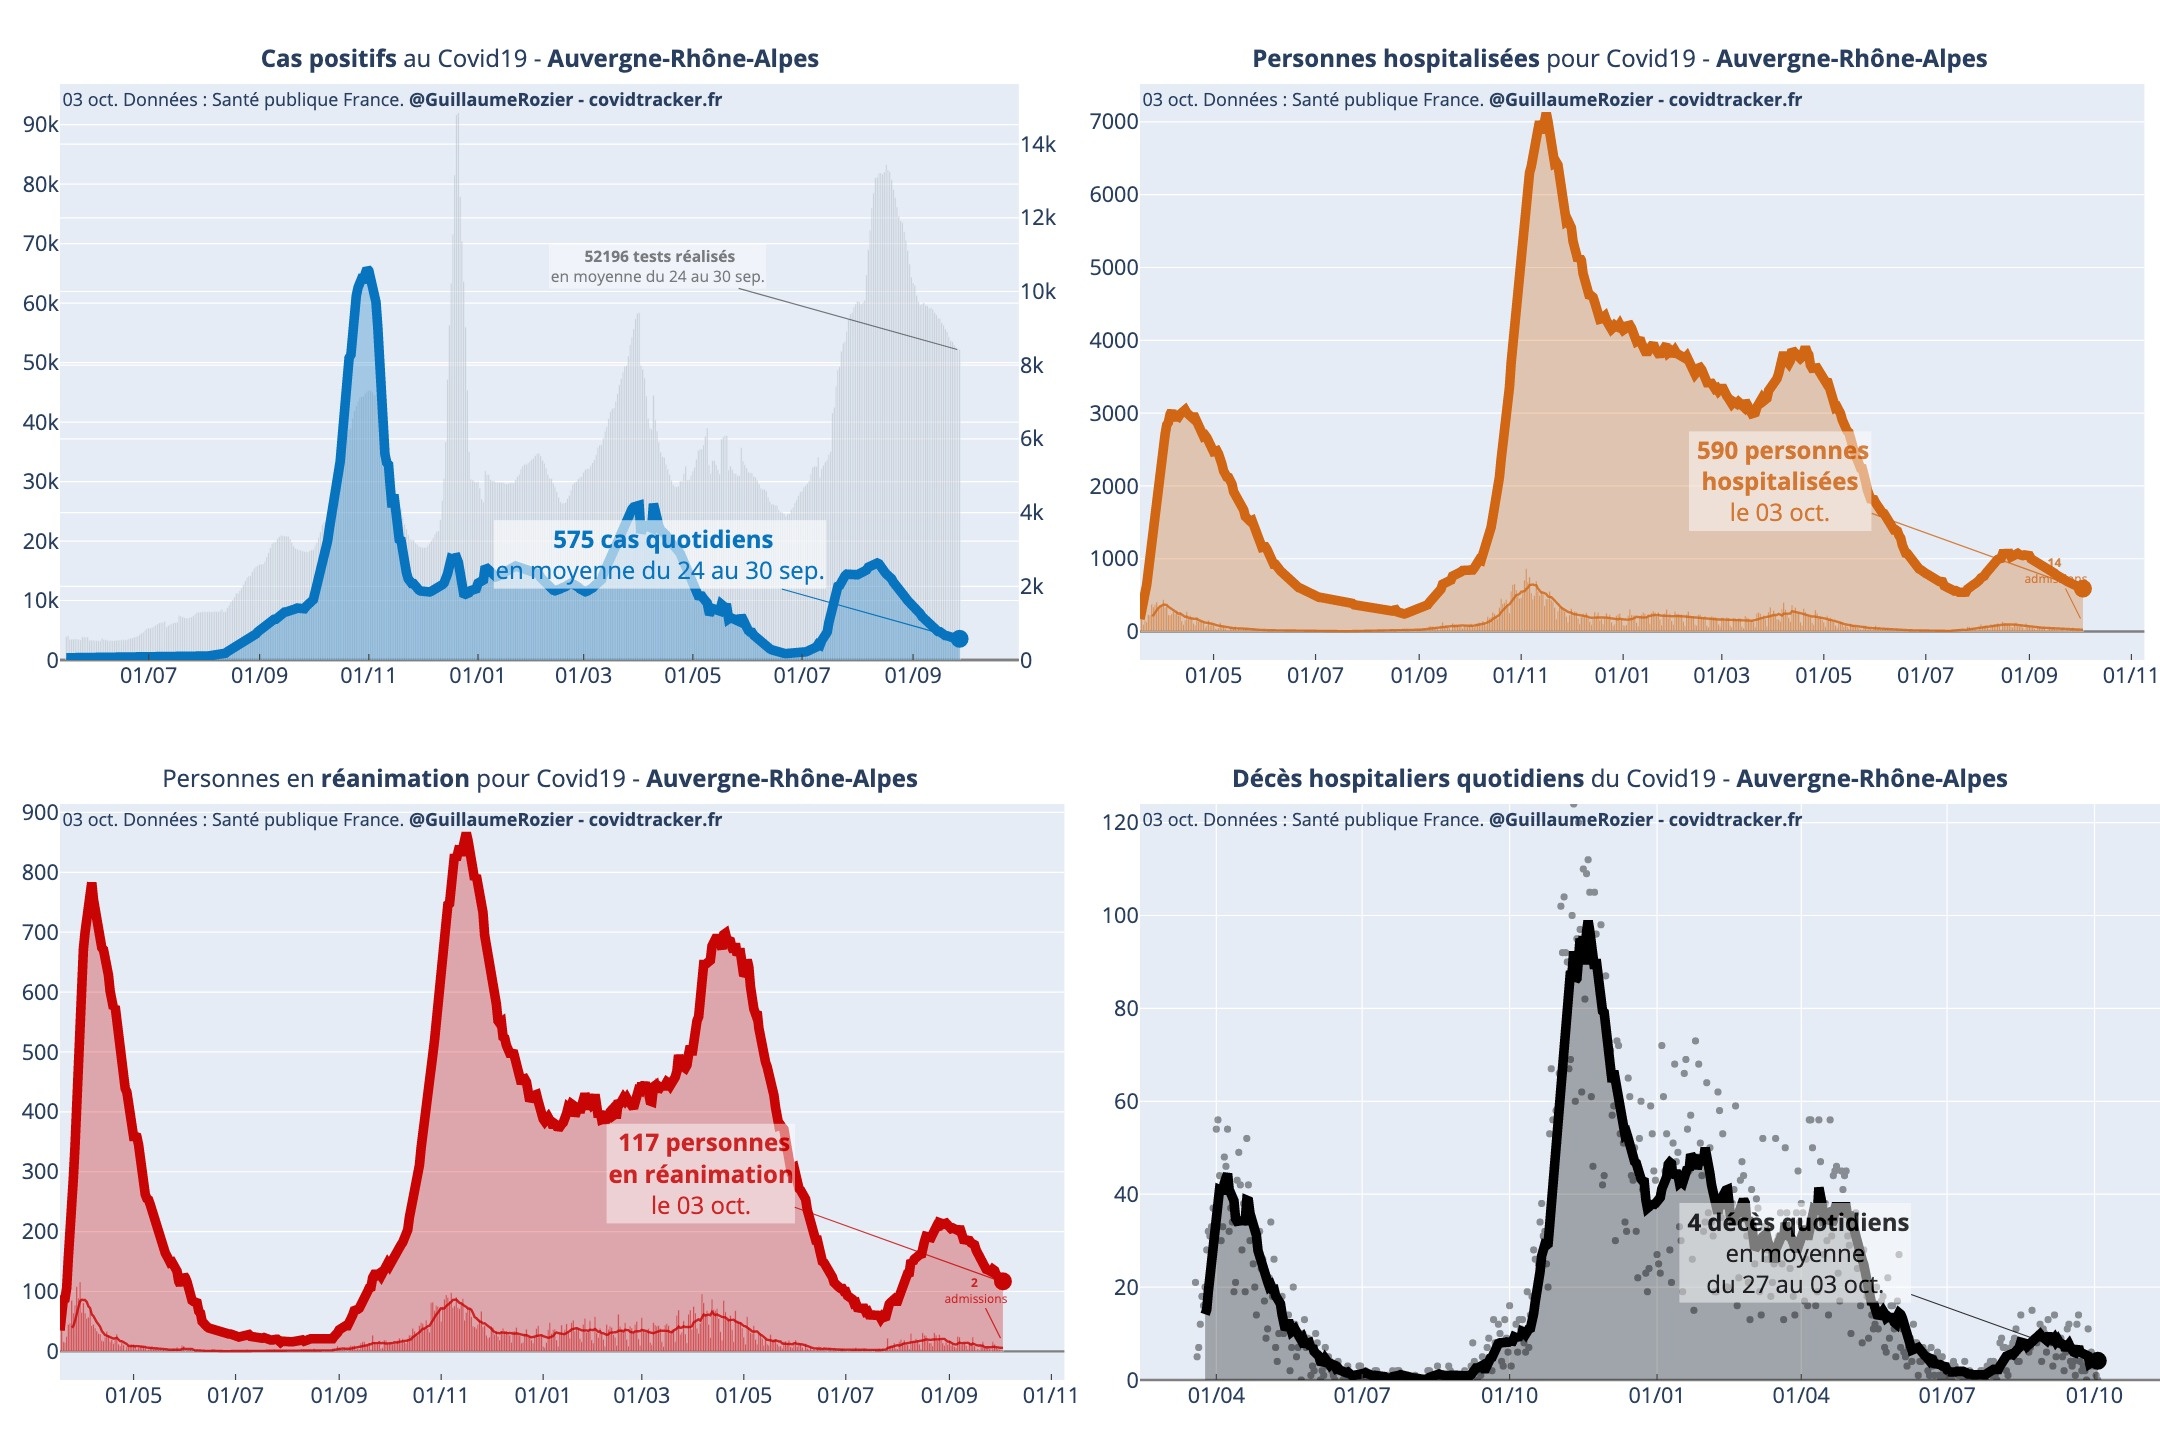 Cas positifs au Covid19 - Auvergne-Rhône-Alpes
03 oct. Données : Santé publique France. @GuillaumeRozier - covidtracker.fr
90k
80k
70k
60k
50k
40k
30k
20k
10k
0
14k
12k
10k
8k
6k
4k
2k
0
52196 tests réalisés
en moyenne du 24 au 30 sep.
575 cas quotidiens
en moyenne du 24 au 30 sep.
01/07 01/09 01/11 01/01 01/03 01/05 01/07 01/09
Personnes hospitalisées pour Covid19 - Auvergne-Rhône-Alpes
03 oct. Données : Santé publique France. @GuillaumeRozier - covidtracker.fr
7000
6000
5000
4000
3000
2000
1000
0
590 personnes
hospitalisées
le 03 oct.
14
admissions
01/05 01/07 01/09 01/11 01/01 01/03 01/05 01/07 01/09 01/11
Personnes en réanimation pour Covid19 - Auvergne-Rhône-Alpes
03 oct. Données : Santé publique France. @GuillaumeRozier - covidtracker.fr
900
800
700
600
500
400
300
200
100
0
117 personnes
en réanimation
le 03 oct.
2
admissions
01/05 01/07 01/09 01/11 01/01 01/03 01/05 01/07 01/09 01/11
Décès hospitaliers quotidiens du Covid19 - Auvergne-Rhône-Alpes
03 oct. Données : Santé publique France. @GuillaumeRozier - covidtracker.fr
120
100
80
60
40
20
0
4 décès quotidiens
en moyenne
du 27 au 03 oct.
01/04 01/07 01/10 01/01 01/04 01/07 01/10